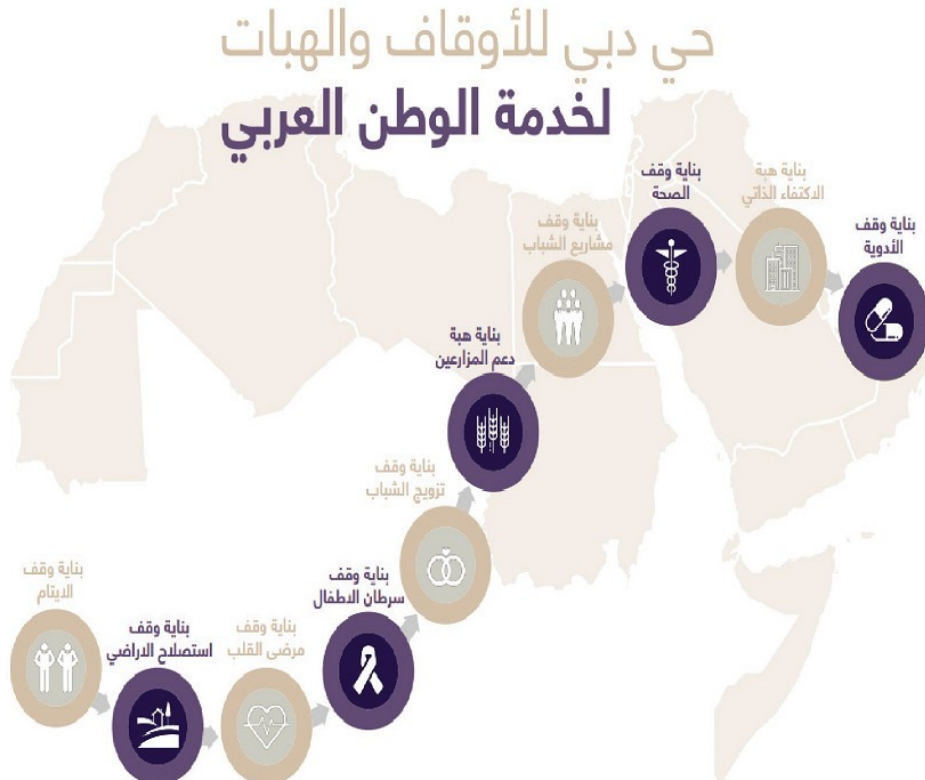 حي دبي للأوقاف والهبات
لخدمة الوطن العربي
بناية وقف
الأدوية
بناية هبة
الاكتفاء الذاتي
بناية وقف
الصحة
بناية وقف
مشاريع الشباب
بناية هبة
دعم المزارعين
بناية وقف
تزويج الشباب
بناية وقف
سرطان الاطفال
بناية وقف
مرضى القلب
بناية وقف
استصلاح الاراضي
بناية وقف
الايتام